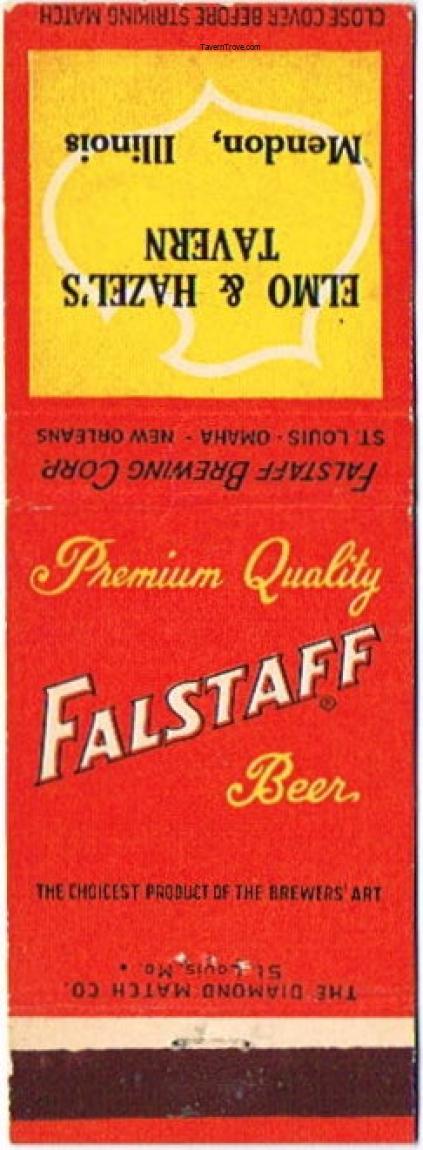 CLOSE COVER BEFORE STRIKING MATCH
TavernTrove.com
ELMO & HAZEL'S
TAVERN
Mendon, Illinois
FALSTAFF BREWING CORP.
ST. LOUIS - OMAHA - NEW ORLEANS
Premium Quality
FALSTAFF®
Beer
THE CHOICEST PRODUCT OF THE BREWERS' ART
THE DIAMOND MATCH CO.
St. Louis, Mo.